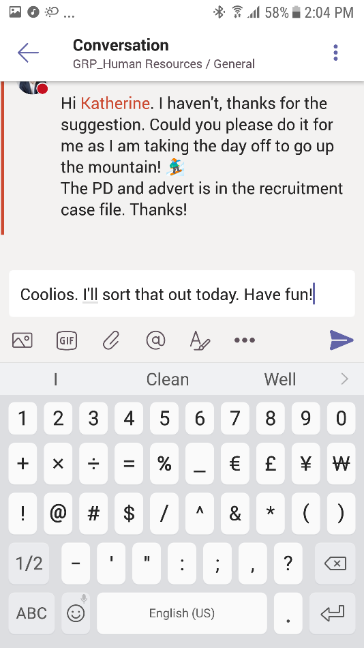 58% 2:04 PM
Conversation
GRP_Human Resources / General
Hi Katherine. I haven't, thanks for the
suggestion. Could you please do it for
me as I am taking the day off to go up
the mountain! 🏂
The PD and advert is in the recruitment
case file. Thanks!
Coolios. I'll sort that out today. Have fun!
GIF @ A
I Clean Well
1 2 3 4 5 6 7 8 9 0
+ × ÷ = % _ € £ ¥ ₩
! @ # $ / ^ & * ( )
1/2 - ' " : ; , ?
ABC English (US) .